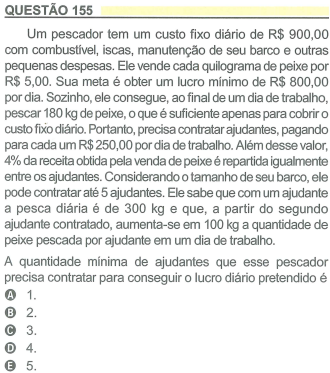 QUESTÃO 155
Um pescador tem um custo fixo diário de R$ 900,00
com combustível, iscas, manutenção de seu barco e outras
pequenas despesas. Ele vende cada quilograma de peixe por
R$ 5,00. Sua meta é obter um lucro mínimo de R$ 800,00
por dia. Sozinho, ele consegue, ao final de um dia de trabalho,
pescar 180 kg de peixe, o que é suficiente apenas para cobrir o
custo fixo diário. Portanto, precisa contratar ajudantes, pagando
para cada um R$ 250,00 por dia de trabalho. Além desse valor,
4% da receita obtida pela venda de peixe é repartida igualmente
entre os ajudantes. Considerando o tamanho de seu barco, ele
pode contratar até 5 ajudantes. Ele sabe que com um ajudante
a pesca diária é de 300 kg e que, a partir do segundo
ajudante contratado, aumenta-se em 100 kg a quantidade de
peixe pescada por ajudante em um dia de trabalho.
A quantidade mínima de ajudantes que esse pescador
precisa contratar para conseguir o lucro diário pretendido é
A 1.
B 2.
C 3.
D 4.
E 5.